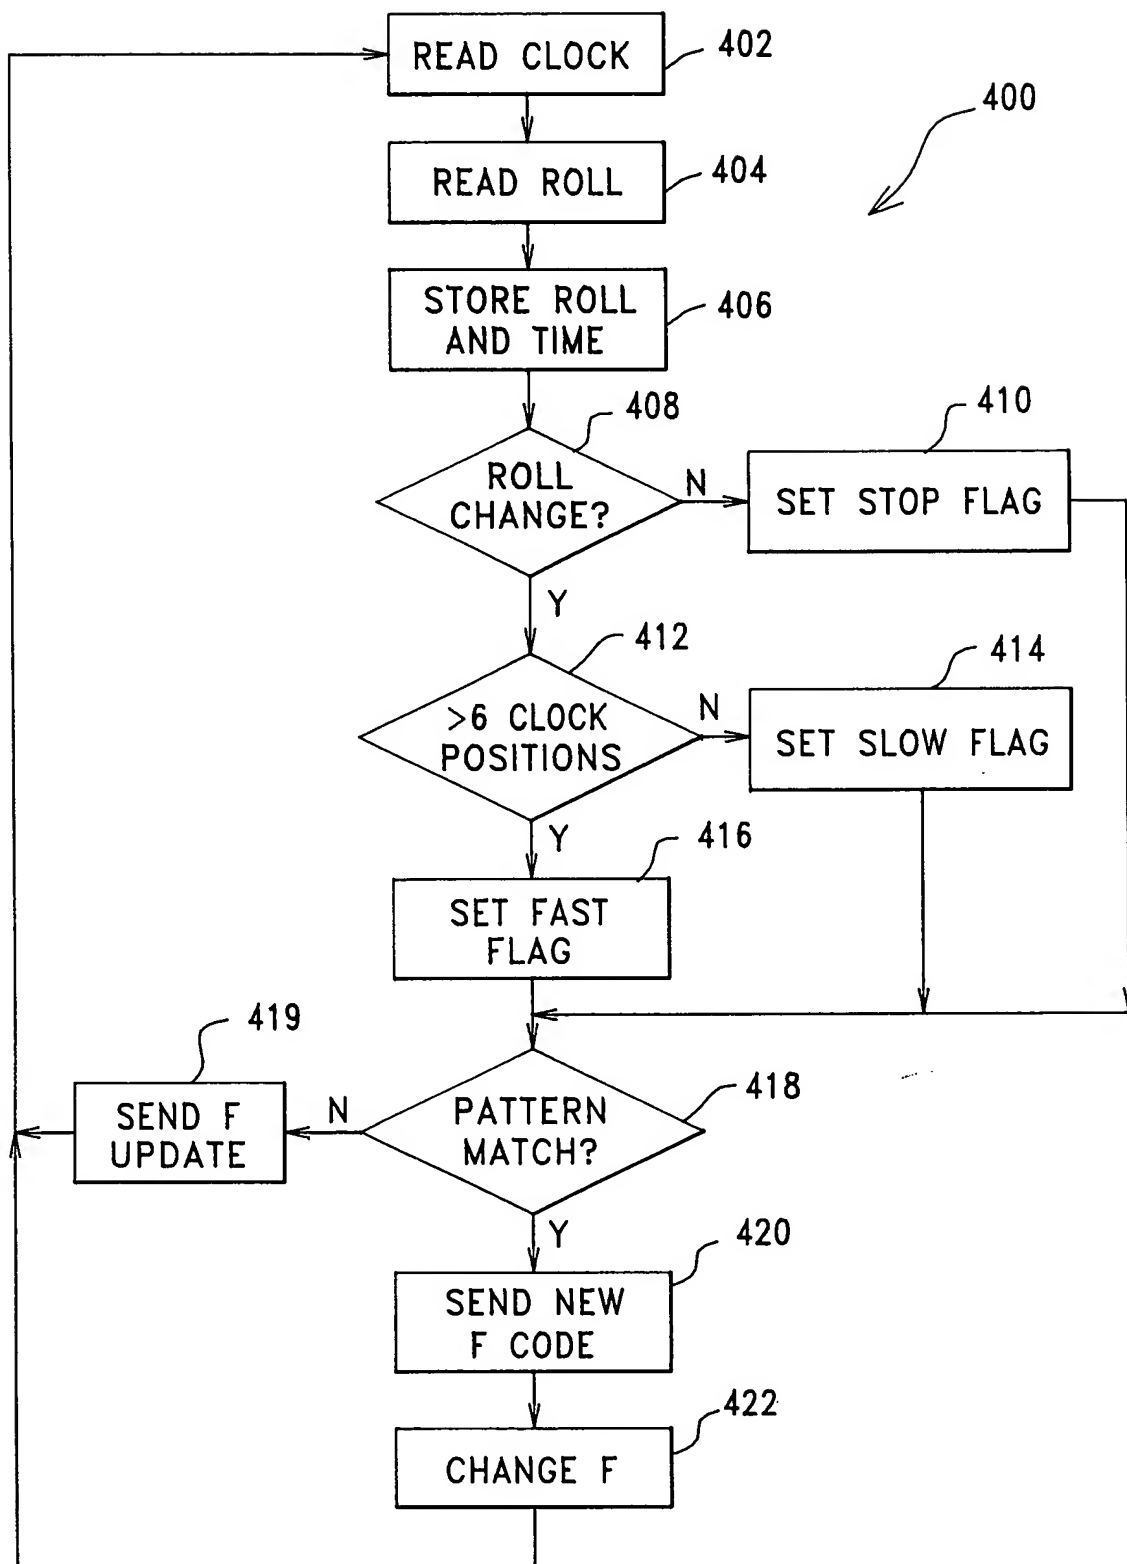 READ CLOCK
402
400
READ ROLL
404
STORE ROLL
AND TIME
406
408
ROLL
CHANGE?
N
410
SET STOP FLAG
Y
412
>6 CLOCK
POSITIONS
N
414
SET SLOW FLAG
Y
416
SET FAST
FLAG
419
SEND F
UPDATE
N
PATTERN
MATCH?
418
Y
420
SEND NEW
F CODE
422
CHANGE F